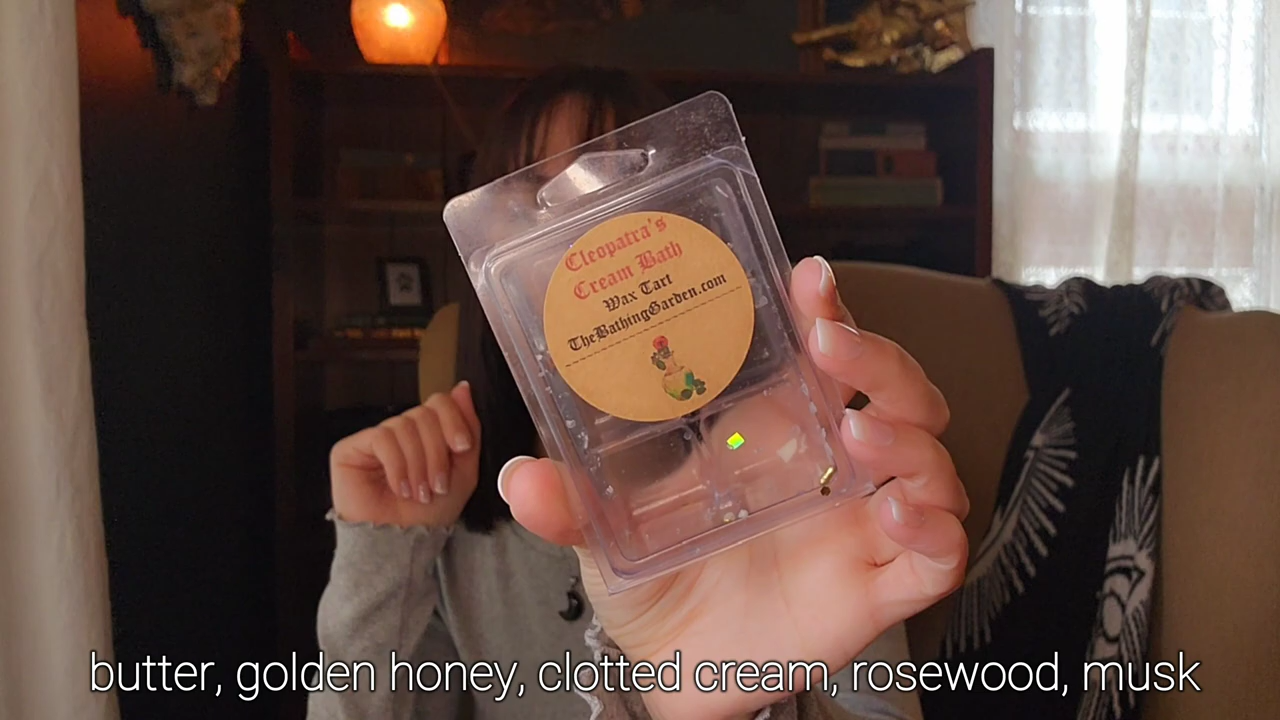 Cleopatra's
Cream Bath
Wax Tart
TheBathingGarden.com
butter, golden honey, clotted cream, rosewood, musk